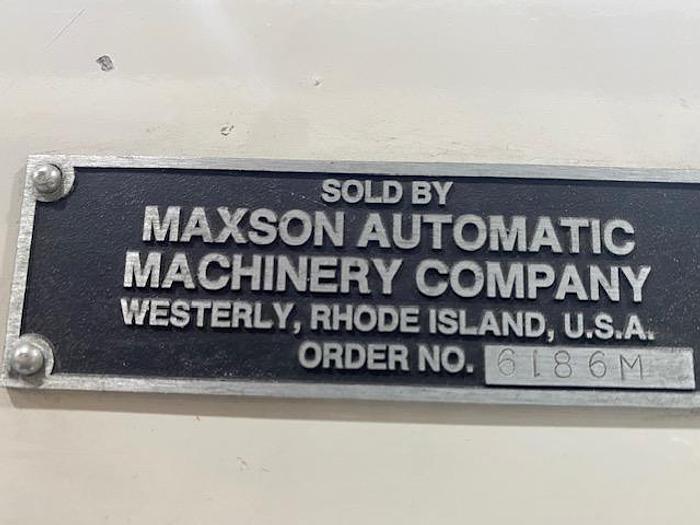 SOLD BY
MAXSON AUTOMATIC
MACHINERY COMPANY
WESTERLY, RHODE ISLAND, U.S.A.
ORDER NO. 6186M